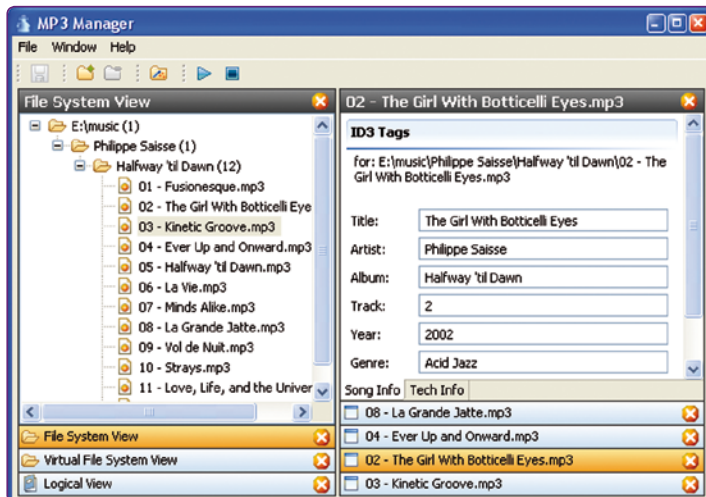 MP3 Manager
File Window Help
File System View
E:\music (1)
Philippe Saisse (1)
Halfway 'til Dawn (12)
01 - Fusionesque.mp3
02 - The Girl With Botticelli Eye
03 - Kinetic Groove.mp3
04 - Ever Up and Onward.mp3
05 - Halfway 'til Dawn.mp3
06 - La Vie.mp3
07 - Minds Alike.mp3
08 - La Grande Jatte.mp3
09 - Vol de Nuit.mp3
10 - Strays.mp3
11 - Love, Life, and the Univer
File System View
Virtual File System View
Logical View
02 - The Girl With Botticelli Eyes.mp3
ID3 Tags
for: E:\music\Philippe Saisse\Halfway 'til Dawn\02 - The
Girl With Botticelli Eyes.mp3
Title: The Girl With Botticelli Eyes
Artist: Philippe Saisse
Album: Halfway 'til Dawn
Track: 2
Year: 2002
Genre: Acid Jazz
Song Info Tech Info
08 - La Grande Jatte.mp3
04 - Ever Up and Onward.mp3
02 - The Girl With Botticelli Eyes.mp3
03 - Kinetic Groove.mp3